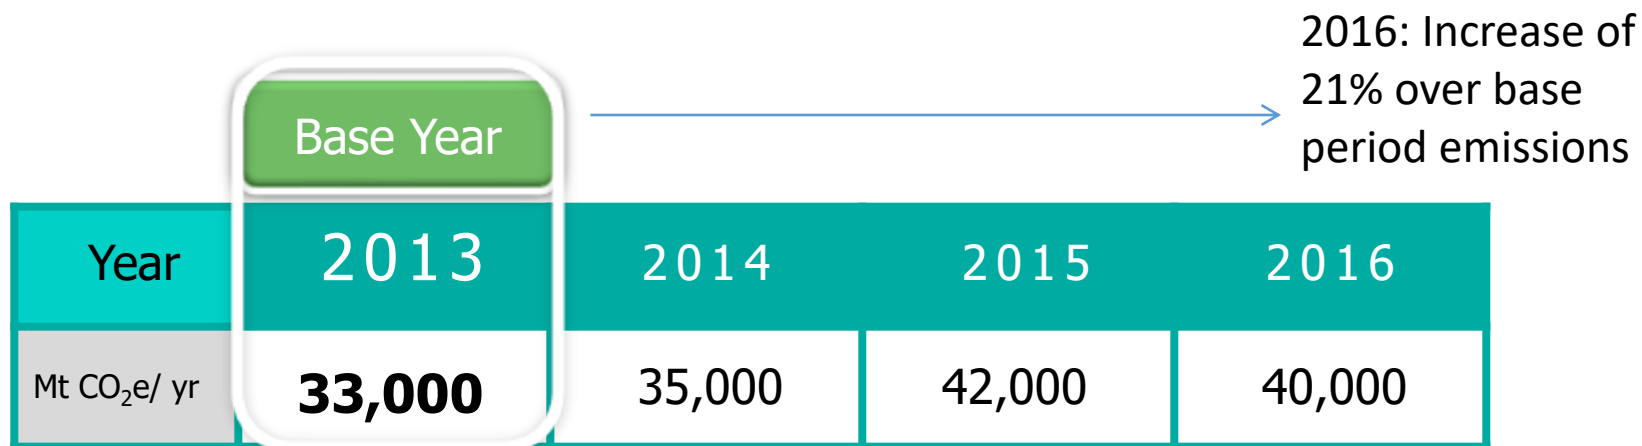 2016: Increase of
21% over base
period emissions
Base Year
Year 2013 2014 2015 2016
Mt CO₂e/ yr 33,000 35,000 42,000 40,000